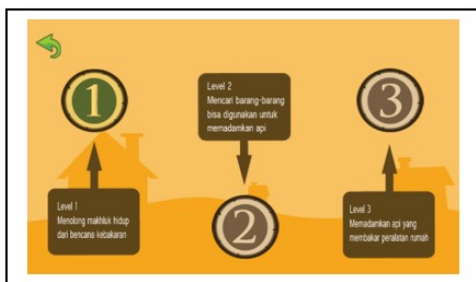 1
Level 1
Menolong makhluk hidup
dari bencana kebakaran
Level 2
Mencari barang-barang
bisa digunakan untuk
memadamkan api
2
3
Level 3
Memadamkan api yang
membakar peralatan rumah